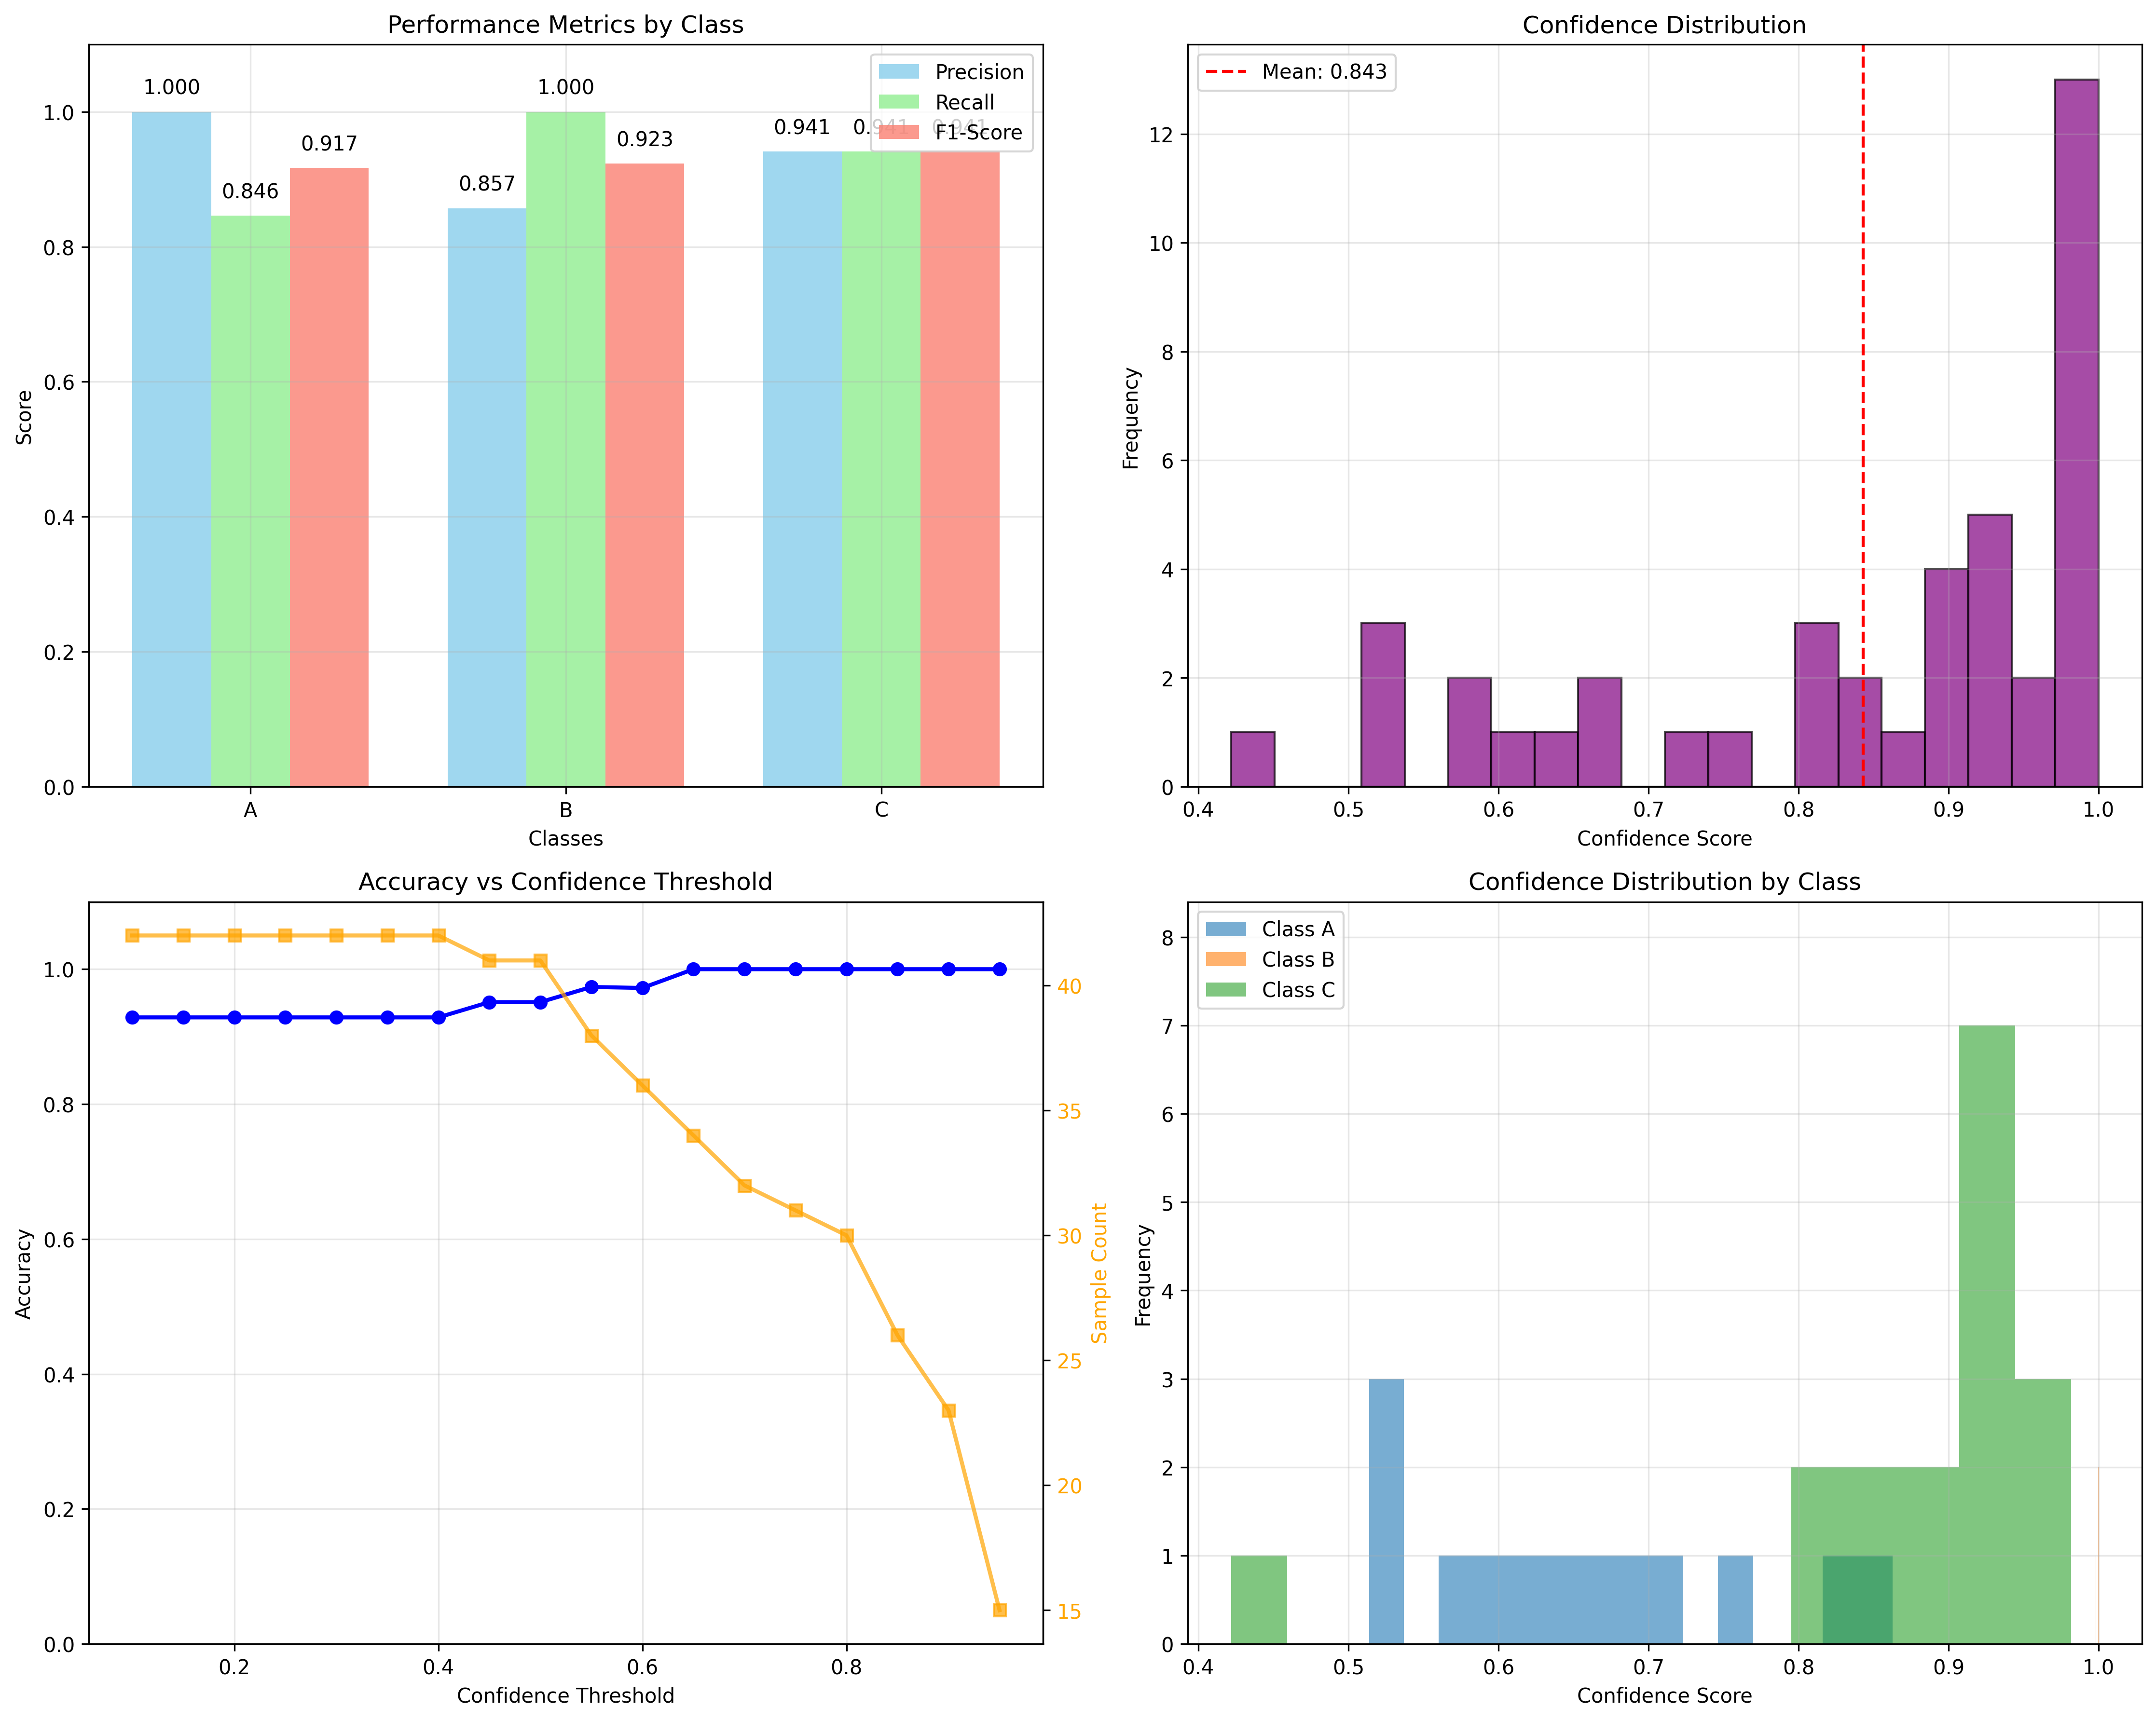 Performance Metrics by Class
1.000
1.000
0.917
0.846
0.923
0.857
0.941
0.941
0.941
Precision
Recall
F1-Score
Score
1.0
0.8
0.6
0.4
0.2
0.0
A B C
Classes
Confidence Distribution
Mean: 0.843
Frequency
12
10
8
6
4
2
0
0.4 0.5 0.6 0.7 0.8 0.9 1.0
Confidence Score
Accuracy vs Confidence Threshold
Accuracy
1.0
0.8
0.6
0.4
0.2
0.0
0.2 0.4 0.6 0.8
Confidence Threshold
40
35
30
25
20
15
Sample Count
Confidence Distribution by Class
Class A
Class B
Class C
Frequency
8
7
6
5
4
3
2
1
0
0.4 0.5 0.6 0.7 0.8 0.9 1.0
Confidence Score